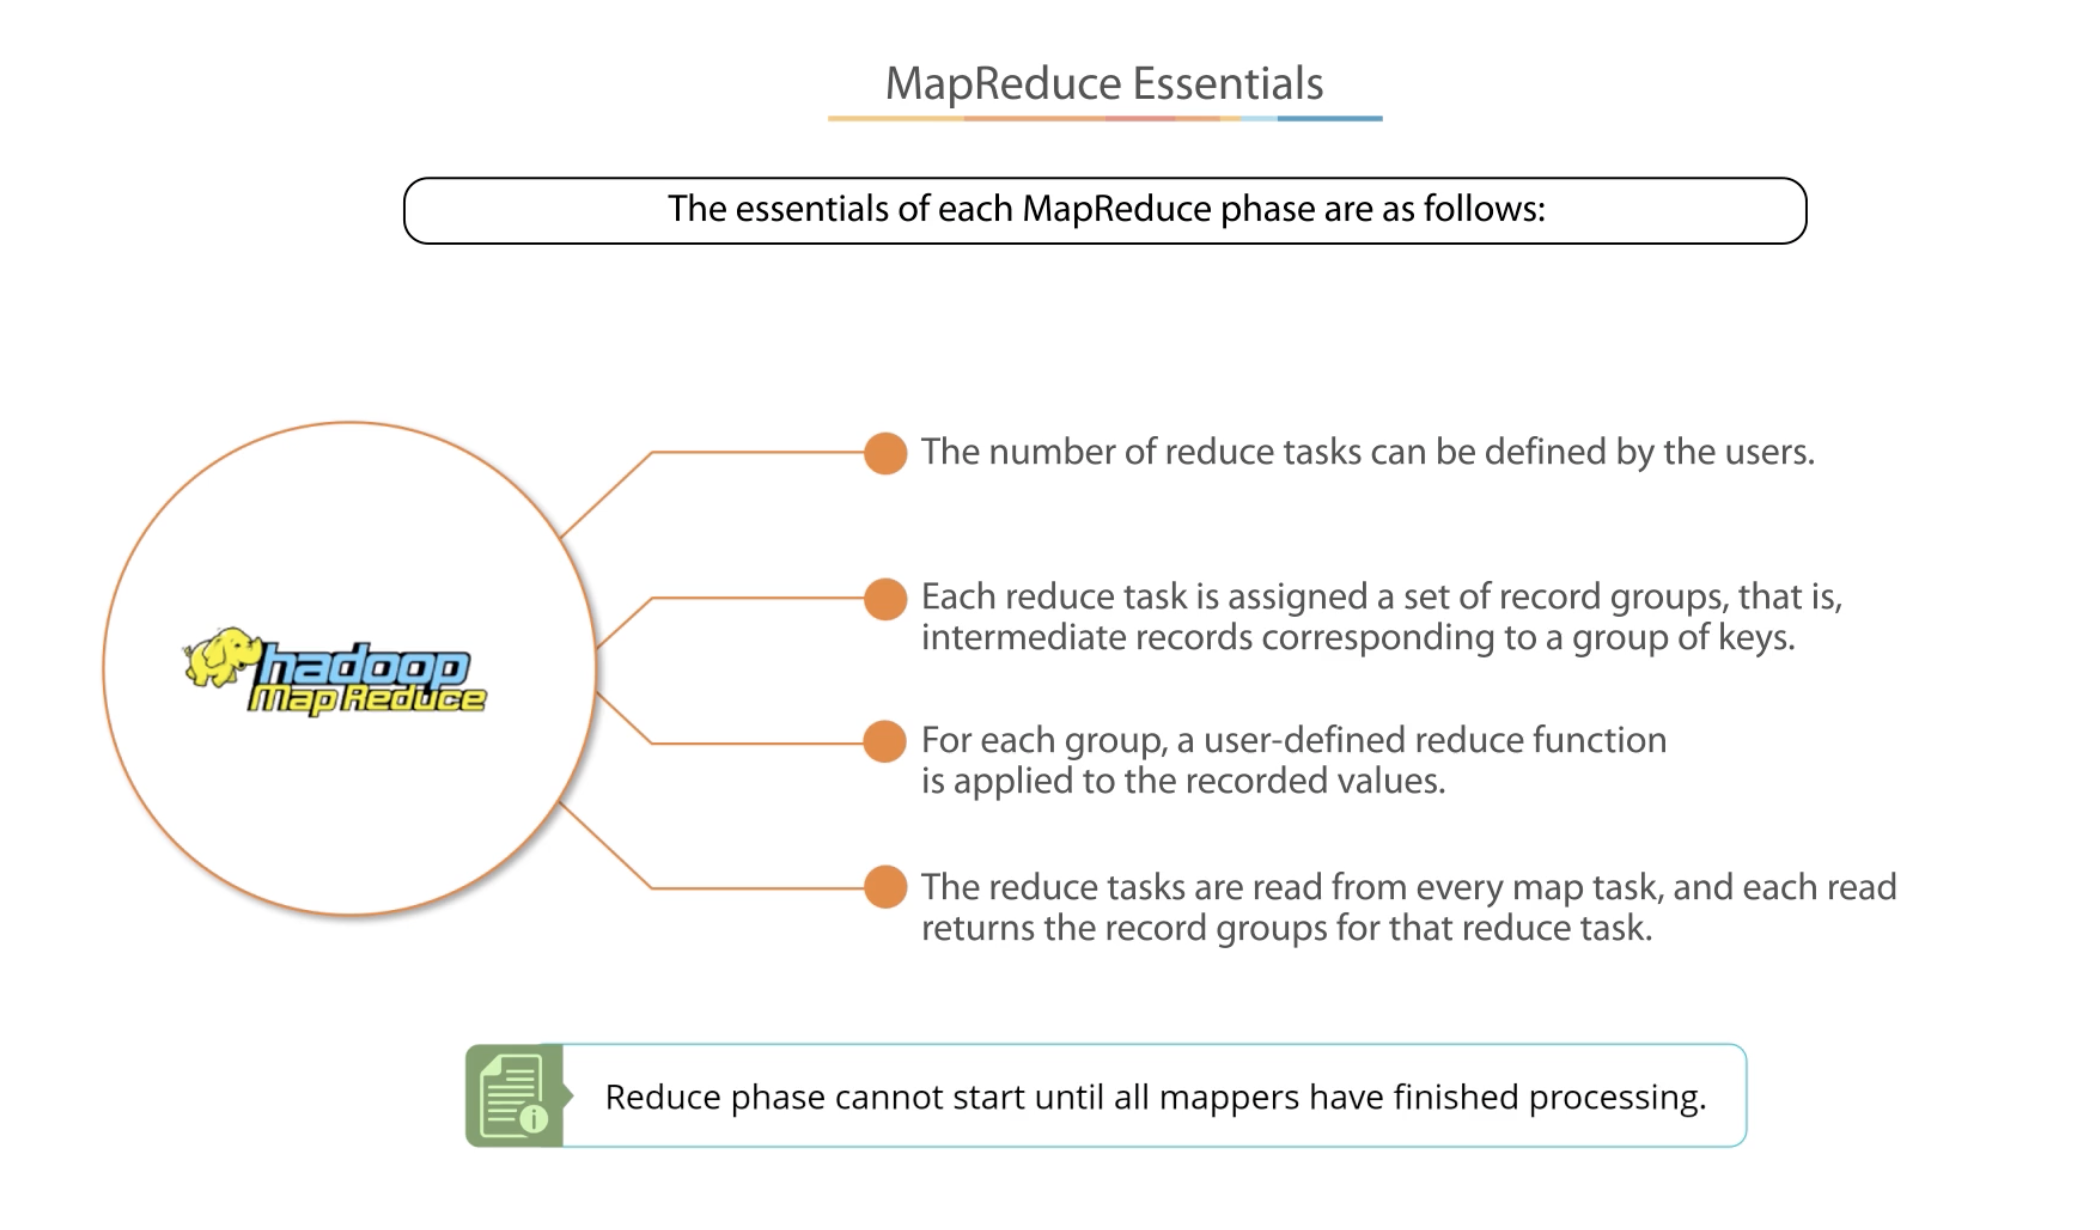 MapReduce Essentials
The essentials of each MapReduce phase are as follows:
The number of reduce tasks can be defined by the users.
Each reduce task is assigned a set of record groups, that is,
intermediate records corresponding to a group of keys.
hadoop
Map Reduce
For each group, a user-defined reduce function
is applied to the recorded values.
The reduce tasks are read from every map task, and each read
returns the record groups for that reduce task.
i
Reduce phase cannot start until all mappers have finished processing.